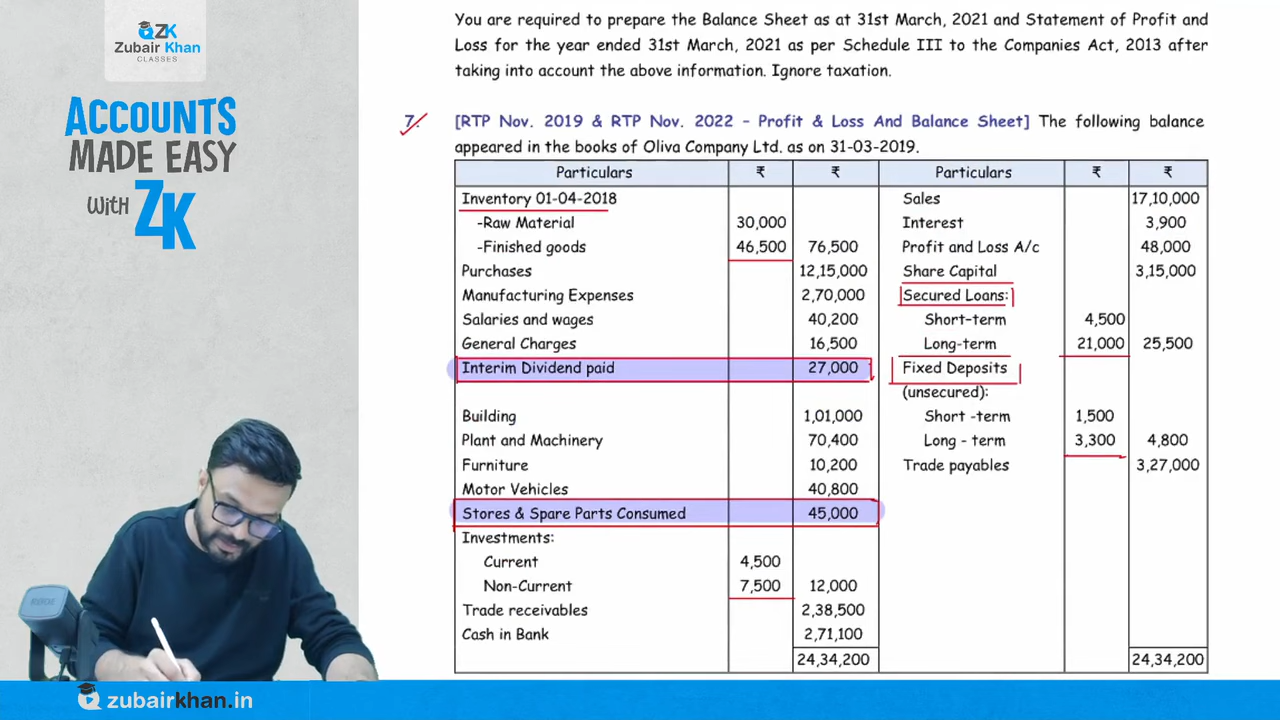 ZK
Zubair Khan
CLASSES
ACCOUNTS
MADE EASY
WITH ZK
You are required to prepare the Balance Sheet as at 31st March, 2021 and Statement of Profit and
Loss for the year ended 31st March, 2021 as per Schedule III to the Companies Act, 2013 after
taking into account the above information. Ignore taxation.
7. [RTP Nov. 2019 & RTP Nov. 2022 – Profit & Loss And Balance Sheet] The following balance
appeared in the books of Oliva Company Ltd. as on 31-03-2019.
Particulars ₹ ₹ Particulars ₹ ₹
Inventory 01-04-2018 Sales 17,10,000
-Raw Material 30,000 Interest 3,900
-Finished goods 46,500 76,500 Profit and Loss A/c 48,000
Purchases 12,15,000 Share Capital 3,15,000
Manufacturing Expenses 2,70,000 Secured Loans:
Salaries and wages 40,200 Short-term 4,500
General Charges 16,500 Long-term 21,000 25,500
Interim Dividend paid 27,000 Fixed Deposits
(unsecured):
Building 1,01,000 Short -term 1,500
Plant and Machinery 70,400 Long - term 3,300 4,800
Furniture 10,200 Trade payables 3,27,000
Motor Vehicles 40,800
Stores & Spare Parts Consumed 45,000
Investments:
Current 4,500
Non-Current 7,500 12,000
Trade receivables 2,38,500
Cash in Bank 2,71,100
24,34,200 24,34,200
zubairkhan.in